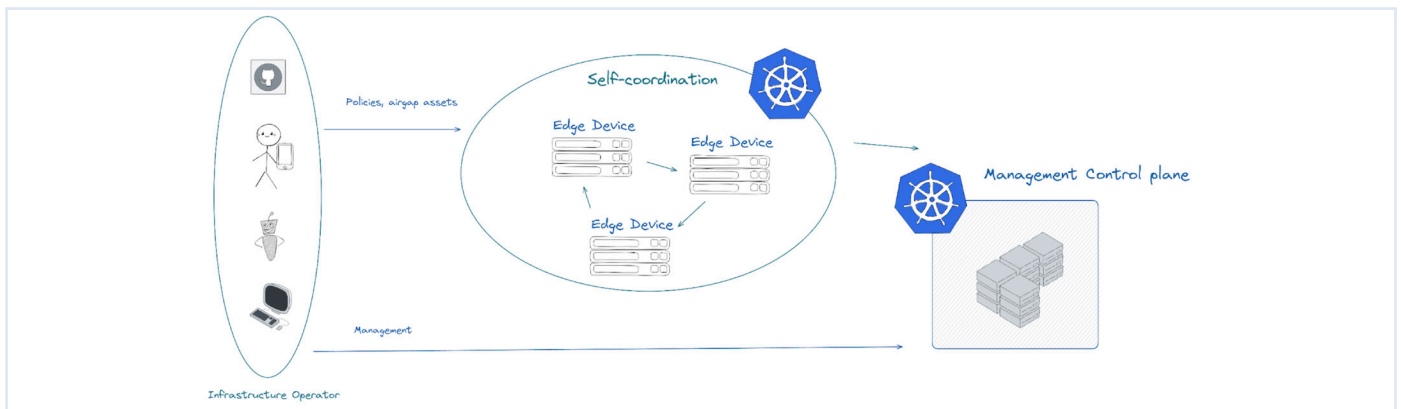 Self-coordination
Policies, airgap assets
Edge Device
Edge Device
Management Control plane
Edge Device
Management
Infrastructure Operator